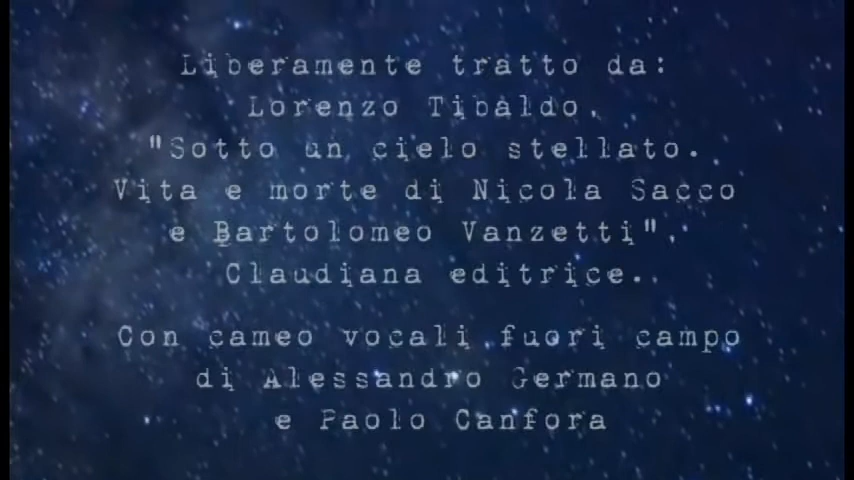 Liberamente tratto da:
Lorenzo Tibaldo,
"Sotto un cielo stellato.
Vita e morte di Nicola Sacco
e Bartolomeo Vanzetti",
Claudiana editrice.
Con cameo vocali fuori campo
di Alessandro Germano
e Paolo Canfora